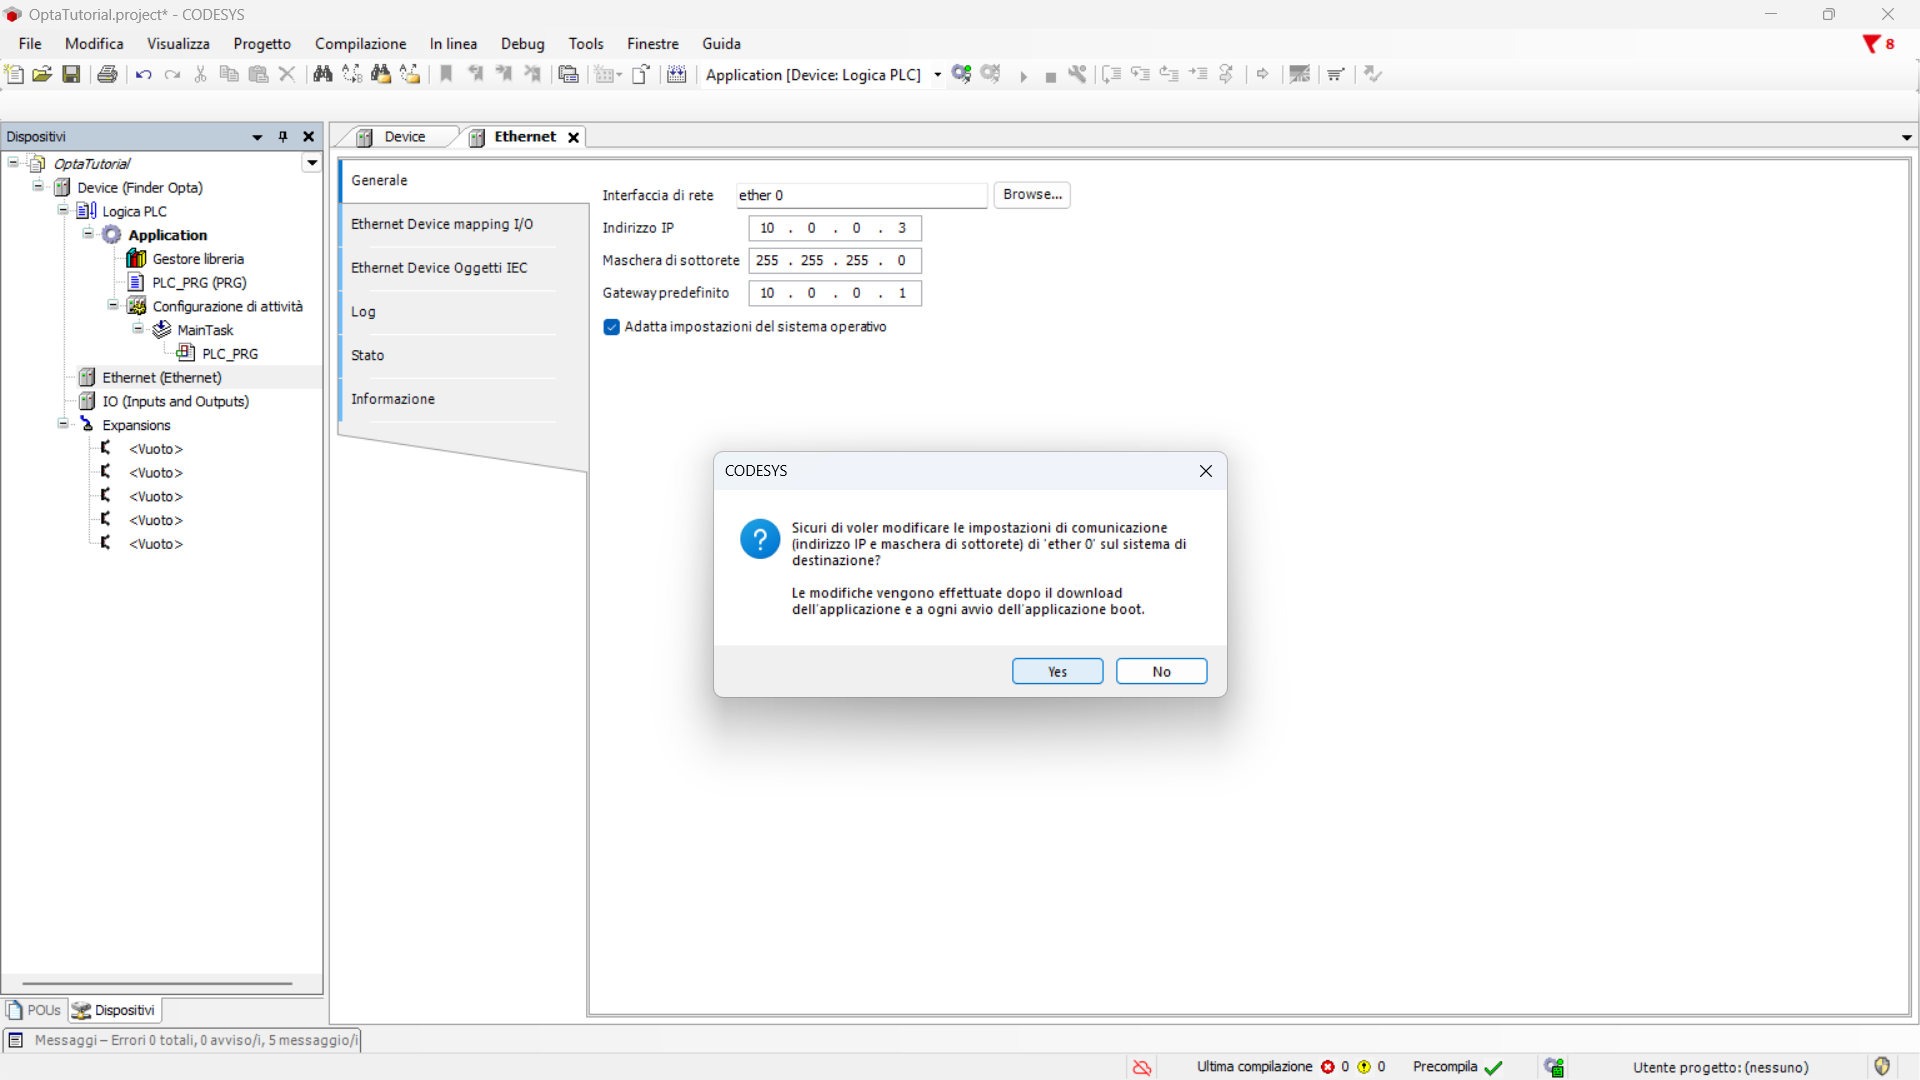 OptaTutorial.project* - CODESYS
File Modifica Visualizza Progetto Compilazione In linea Debug Tools Finestre Guida
8
Application [Device: Logica PLC]
Dispositivi
OptaTutorial
Device (Finder Opta)
Logica PLC
Application
Gestore libreria
PLC_PRG (PRG)
Configurazione di attività
MainTask
PLC_PRG
Ethernet (Ethernet)
IO (Inputs and Outputs)
Expansions
<Vuoto>
<Vuoto>
<Vuoto>
<Vuoto>
<Vuoto>
POUs Dispositivi
Device Ethernet
Generale
Ethernet Device mapping I/O
Ethernet Device Oggetti IEC
Log
Stato
Informazione
Interfaccia di rete ether 0 Browse...
Indirizzo IP 10 . 0 . 0 . 3
Maschera di sottorete 255 . 255 . 255 . 0
Gateway predefinito 10 . 0 . 0 . 1
Adatta impostazioni del sistema operativo
CODESYS
Sicuri di voler modificare le impostazioni di comunicazione
(indirizzo IP e maschera di sottorete) di 'ether 0' sul sistema di
destinazione?
Le modifiche vengono effettuate dopo il download
dell'applicazione e a ogni avvio dell'applicazione boot.
Yes No
Messaggi – Errori 0 totali, 0 avviso/i, 5 messaggio/i
Ultima compilazione 0 0 Precompila Utente progetto: (nessuno)